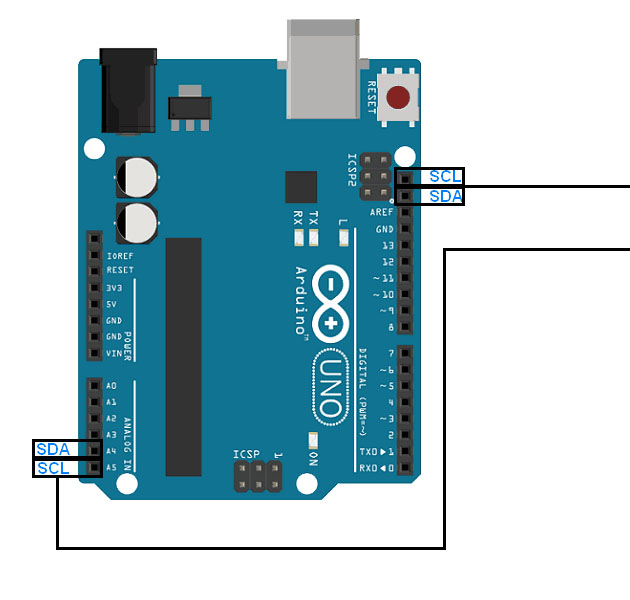 RESET
ICSP2
SCL
SDA
AREF
GND
13
12
~11
~10
~9
8
RX
TX
L
Arduino™
UNO
IOREF
RESET
3V3
5V
GND
GND
VIN
POWER
7
~6
~5
4
~3
2
TXD▶1
RXD◀0
DIGITAL (PWM=~)
A0
A1
A2
A3
A4
A5
ANALOG IN
SDA
SCL
ICSP
1
ON